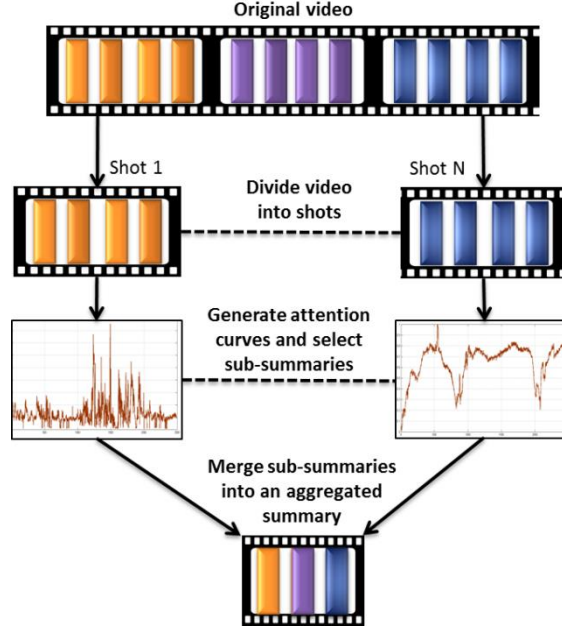 Original video
Shot 1
Shot N
Divide video
into shots
Generate attention
curves and select
sub-summaries
Merge sub-summaries
into an aggregated
summary